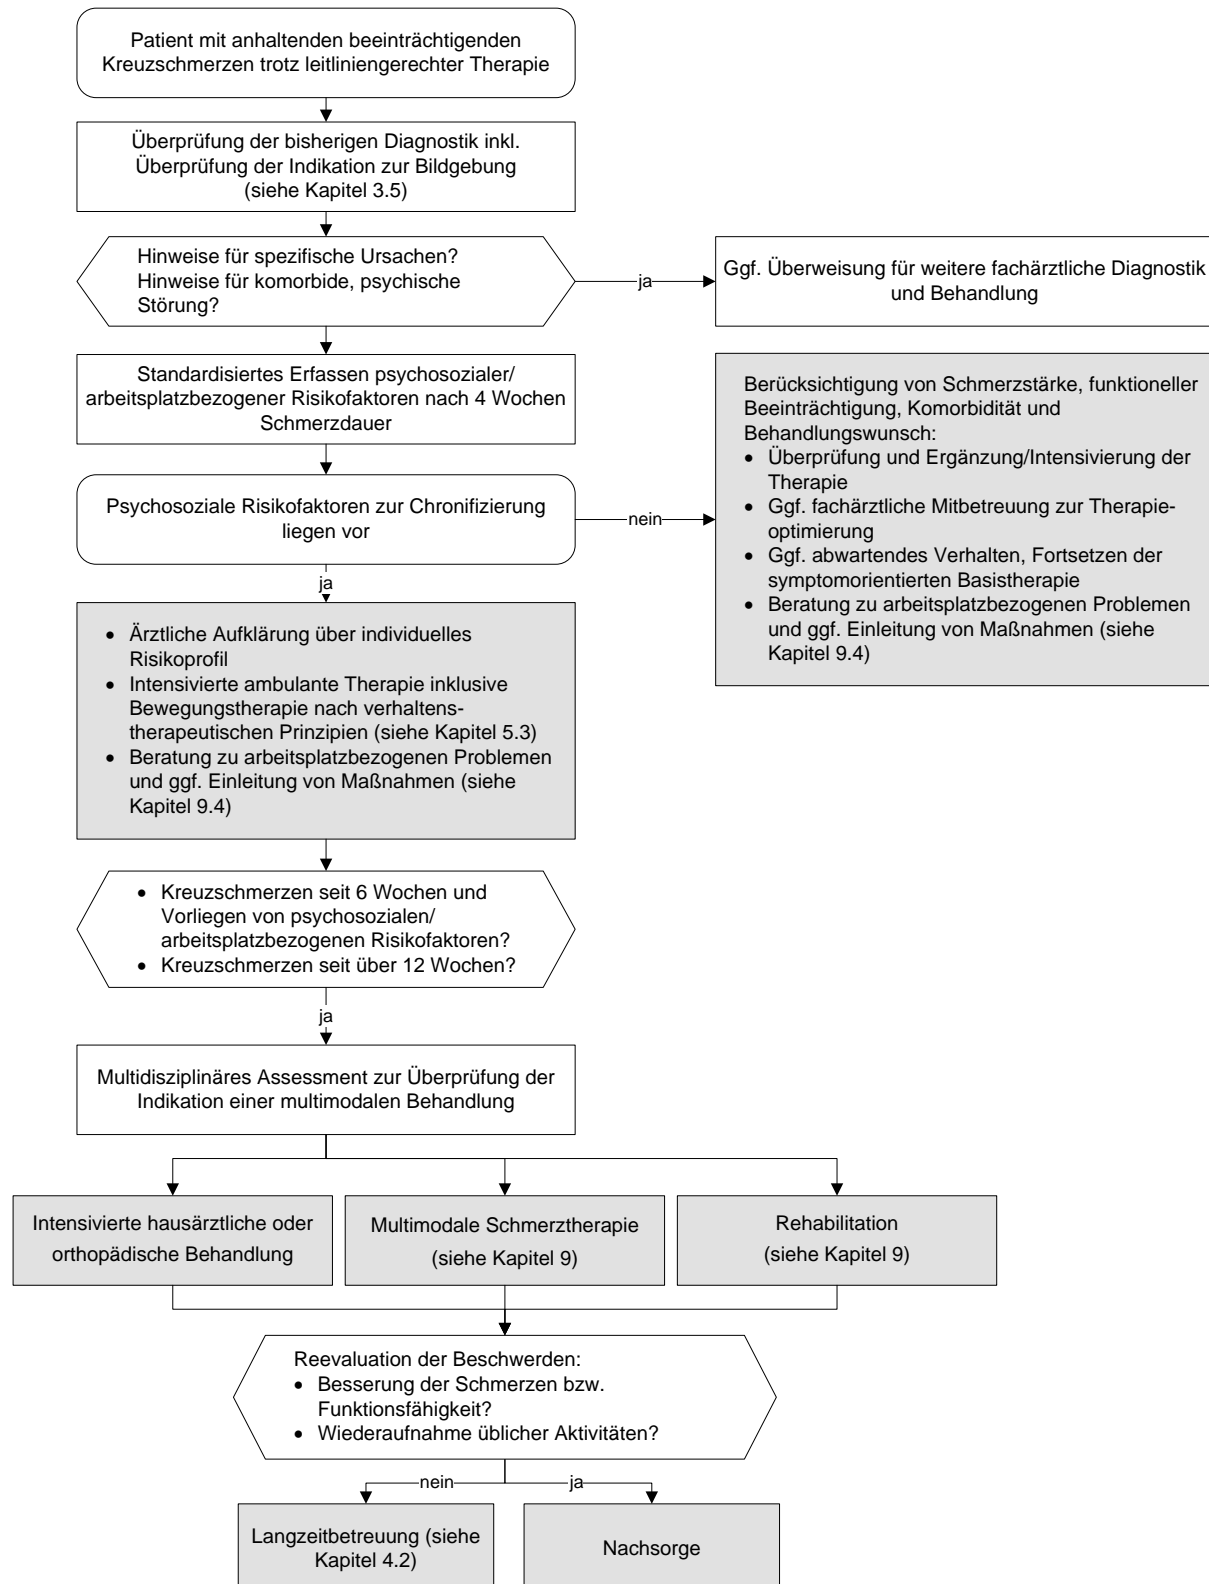 Patient mit anhaltenden beeinträchtigenden
Kreuzschmerzen trotz leitliniengerechter Therapie
Überprüfung der bisherigen Diagnostik inkl.
Überprüfung der Indikation zur Bildgebung
(siehe Kapitel 3.5)
Hinweise für spezifische Ursachen?
Hinweise für komorbide, psychische
Störung?
ja
Ggf. Überweisung für weitere fachärztliche Diagnostik
und Behandlung
Standardisiertes Erfassen psychosozialer/
arbeitsplatzbezogener Risikofaktoren nach 4 Wochen
Schmerzdauer
Psychosoziale Risikofaktoren zur Chronifizierung
liegen vor
nein
Berücksichtigung von Schmerzstärke, funktioneller
Beeinträchtigung, Komorbidität und
Behandlungswunsch:
• Überprüfung und Ergänzung/Intensivierung der
Therapie
• Ggf. fachärztliche Mitbetreuung zur Therapie-
optimierung
• Ggf. abwartendes Verhalten, Fortsetzen der
symptomorientierten Basistherapie
• Beratung zu arbeitsplatzbezogenen Problemen
und ggf. Einleitung von Maßnahmen (siehe
Kapitel 9.4)
ja
• Ärztliche Aufklärung über individuelles
Risikoprofil
• Intensivierte ambulante Therapie inklusive
Bewegungstherapie nach verhaltens-
therapeutischen Prinzipien (siehe Kapitel 5.3)
• Beratung zu arbeitsplatzbezogenen Problemen
und ggf. Einleitung von Maßnahmen (siehe
Kapitel 9.4)
• Kreuzschmerzen seit 6 Wochen und
Vorliegen von psychosozialen/
arbeitsplatzbezogenen Risikofaktoren?
• Kreuzschmerzen seit über 12 Wochen?
ja
Multidisziplinäres Assessment zur Überprüfung der
Indikation einer multimodalen Behandlung
Intensivierte hausärztliche oder
orthopädische Behandlung
Multimodale Schmerztherapie
(siehe Kapitel 9)
Rehabilitation
(siehe Kapitel 9)
Reevaluation der Beschwerden:
• Besserung der Schmerzen bzw.
Funktionsfähigkeit?
• Wiederaufnahme üblicher Aktivitäten?
nein
ja
Langzeitbetreuung (siehe
Kapitel 4.2)
Nachsorge